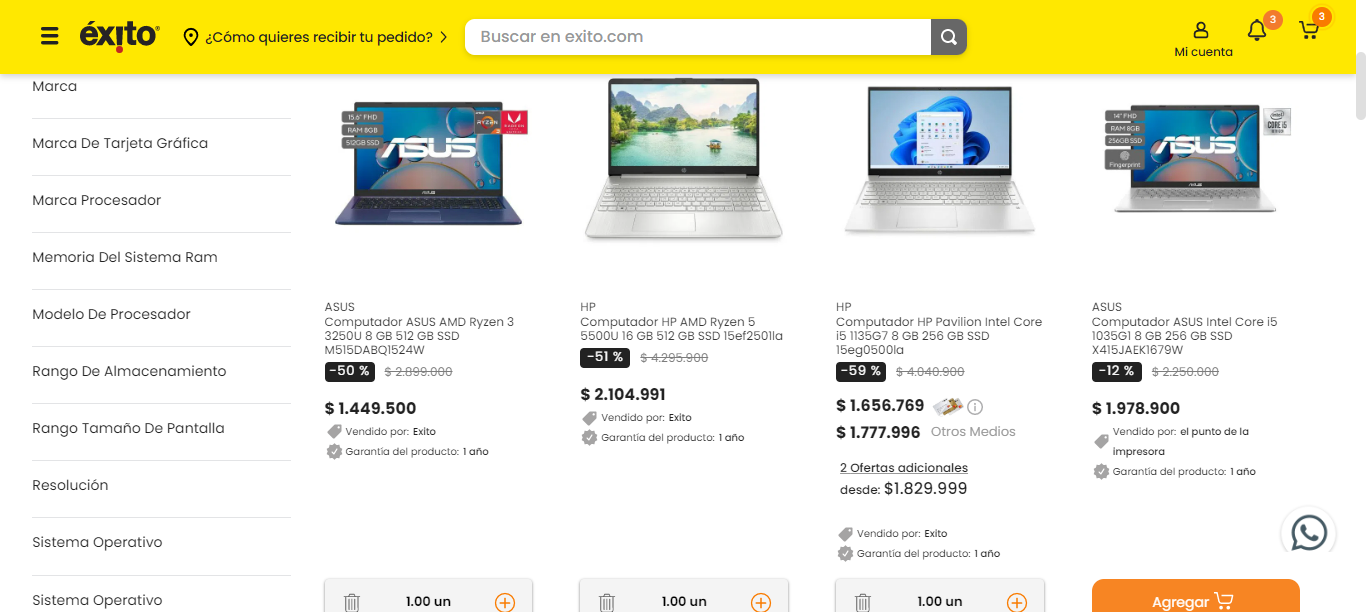 éxito
¿Cómo quieres recibir tu pedido?
Buscar en exito.com
Mi cuenta
3
3
Marca
Marca De Tarjeta Gráfica
Marca Procesador
Memoria Del Sistema Ram
Modelo De Procesador
Rango De Almacenamiento
Rango Tamaño De Pantalla
Resolución
Sistema Operativo
Sistema Operativo
15.6" FHD
RAM 8GB
512GB SSD
RYZEN
RADEON
ASUS
ASUS
Computador ASUS AMD Ryzen 3
3250U 8 GB 512 GB SSD
M515DABQ1524W
-50 % $ 2.899.000
$ 1.449.500
Vendido por: Exito
Garantía del producto: 1 año
1.00 un
HP
Computador HP AMD Ryzen 5
5500U 16 GB 512 GB SSD 15ef2501la
-51 % $ 4.295.900
$ 2.104.991
Vendido por: Exito
Garantía del producto: 1 año
1.00 un
HP
Computador HP Pavilion Intel Core
i5 1135G7 8 GB 256 GB SSD
15eg0500la
-59 % $ 4.040.900
$ 1.656.769
$ 1.777.996 Otros Medios
2 Ofertas adicionales
desde: $1.829.999
Vendido por: Exito
Garantía del producto: 1 año
1.00 un
14" FHD
RAM 8GB
256GB SSD
Fingerprint
intel
CORE i5
ASUS
ASUS
Computador ASUS Intel Core i5
1035G1 8 GB 256 GB SSD
X415JAEK1679W
-12 % $ 2.250.000
$ 1.978.900
Vendido por: el punto de la
impresora
Garantía del producto: 1 año
Agregar